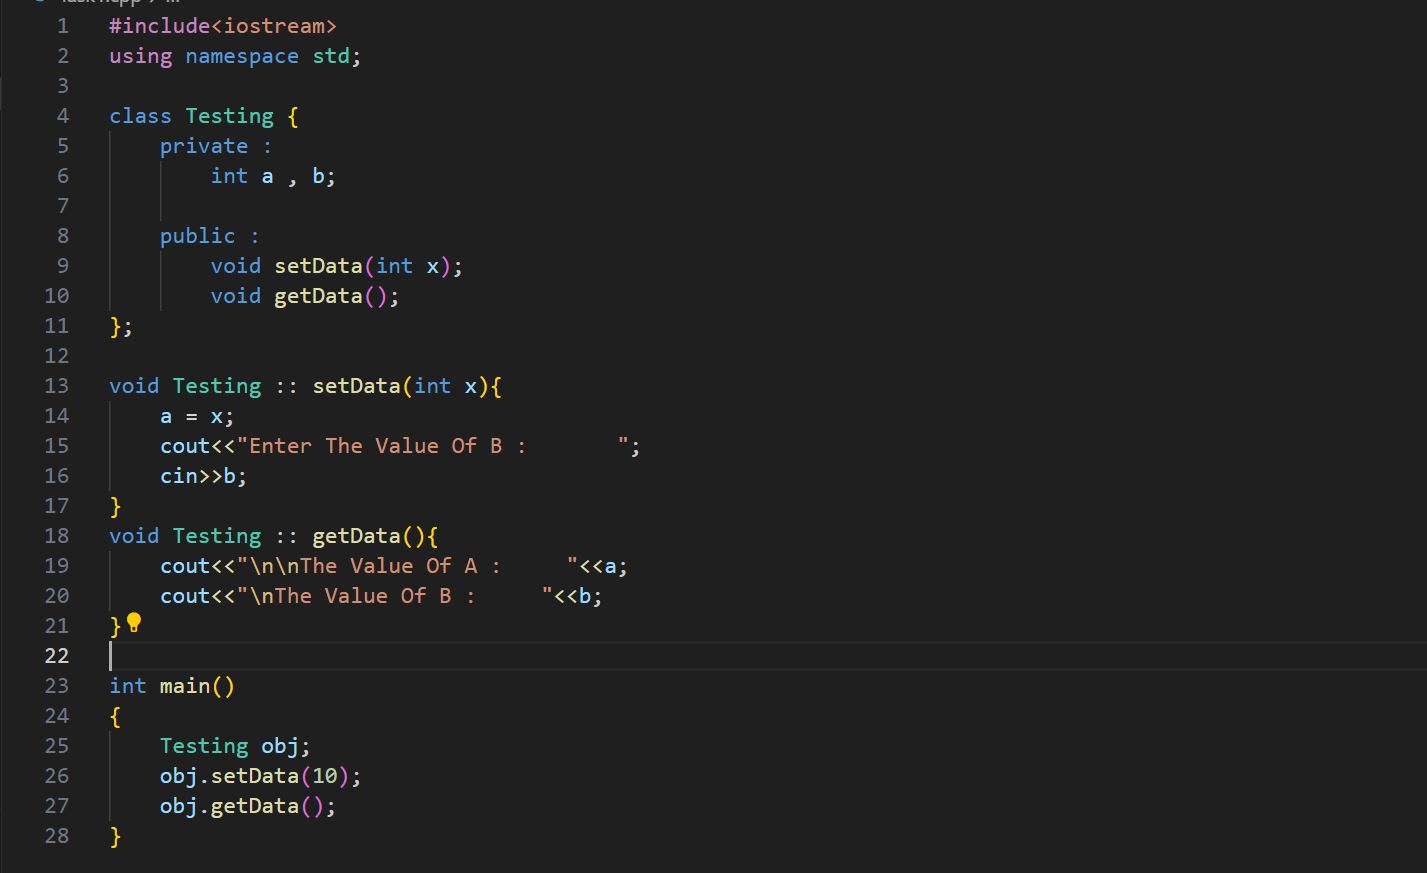 1 #include<iostream>
2 using namespace std;
3
4 class Testing {
5     private :
6         int a , b;
7
8     public :
9         void setData(int x);
10         void getData();
11 };
12
13 void Testing :: setData(int x){
14     a = x;
15     cout<<"Enter The Value Of B :       ";
16     cin>>b;
17 }
18 void Testing :: getData(){
19     cout<<"\n\nThe Value Of A :     "<<a;
20     cout<<"\nThe Value Of B :     "<<b;
21 }
22
23 int main()
24 {
25     Testing obj;
26     obj.setData(10);
27     obj.getData();
28 }